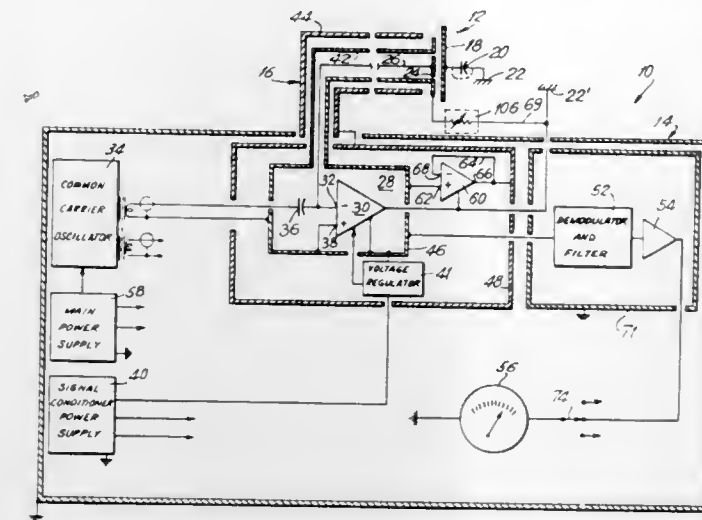 44
12
18
20
42
26
24
22
16
22'
10
106
69
14
34
COMMON
CARRIER
OSCILLATOR
32
28
68
64
66
52
62
60
54
36
30
38
DEMODULATOR
AND
FILTER
46
VOLTAGE
REGULATOR
41
48
58
MAIN
POWER
SUPPLY
71
40
56
SIGNAL
CONDITIONER
POWER
SUPPLY
74